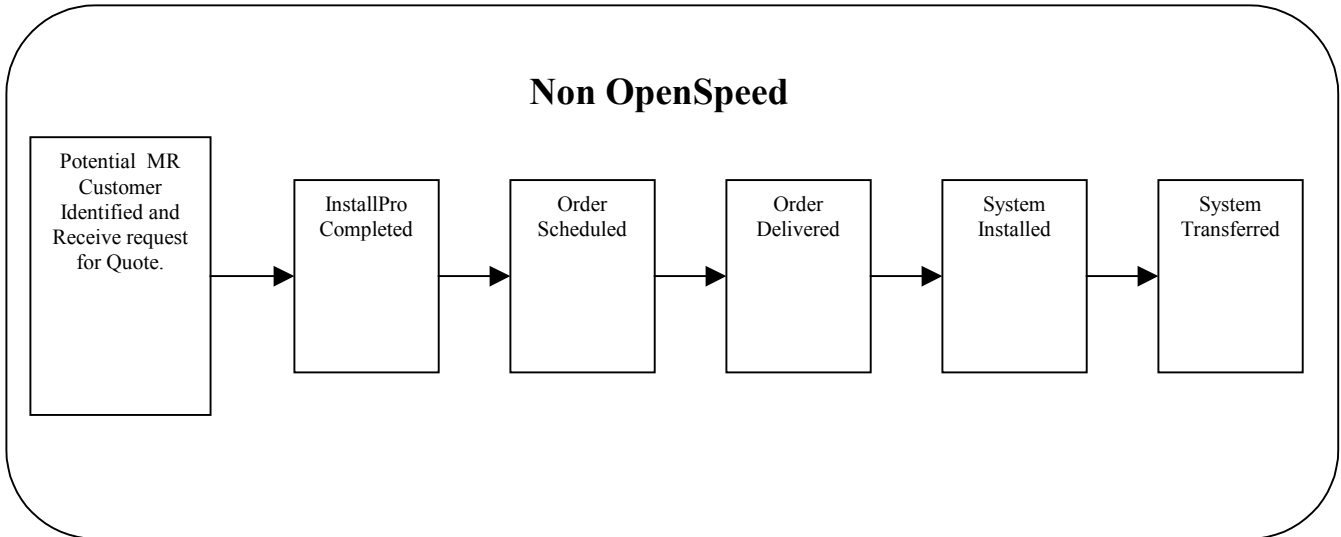 Non OpenSpeed
Potential MR
Customer
Identified and
Receive request
for Quote.
InstallPro
Completed
Order
Scheduled
Order
Delivered
System
Installed
System
Transferred